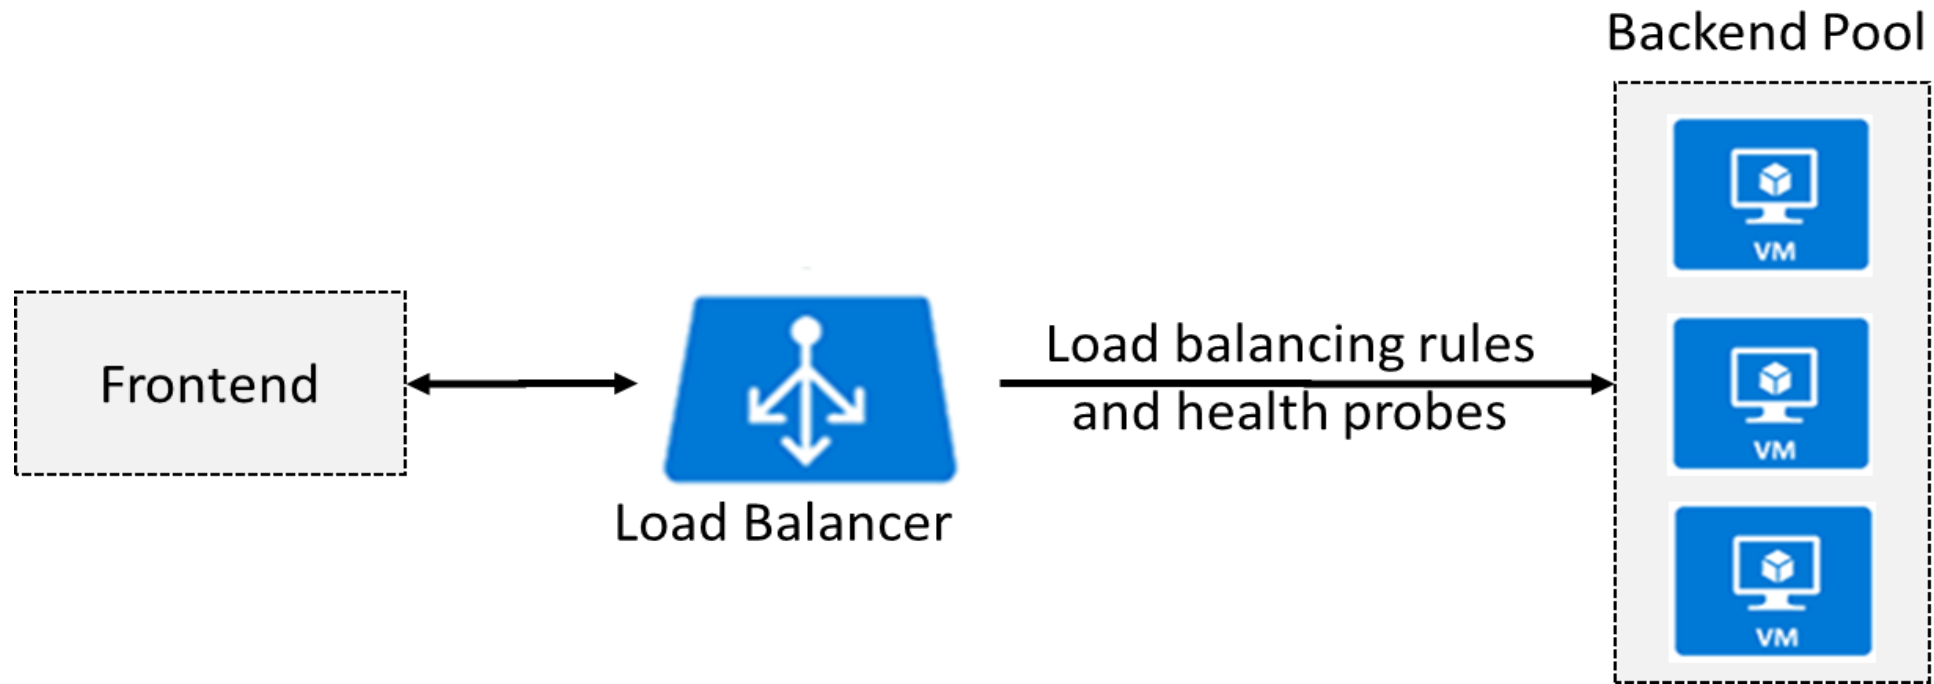 Backend Pool
VM
Frontend
Load balancing rules
and health probes
VM
Load Balancer
VM